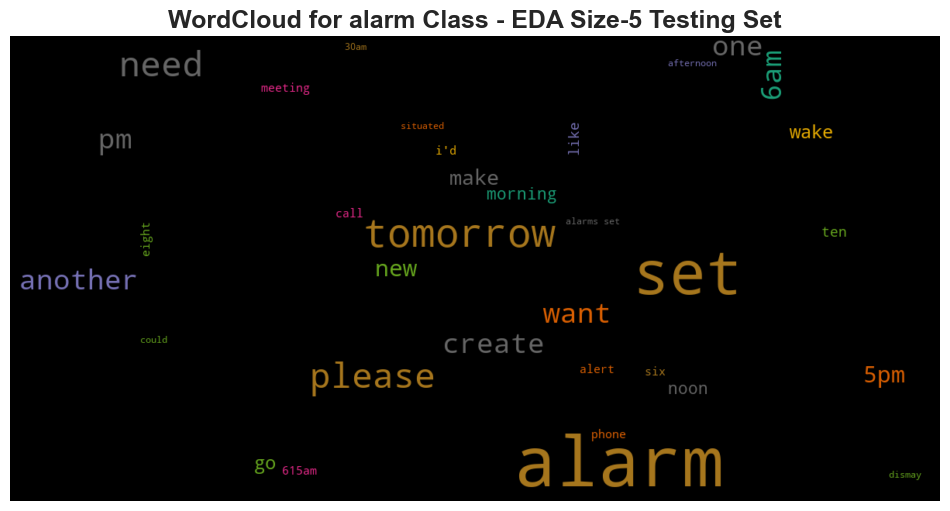 WordCloud for alarm Class - EDA Size-5 Testing Set
30am
one
need
afternoon
6am
meeting
situated
like
wake
pm
i'd
make
morning
call
alarms set
tomorrow
ten
eight
new
set
another
want
could
create
please
alert
six
5pm
noon
phone
alarm
go
615am
dismay